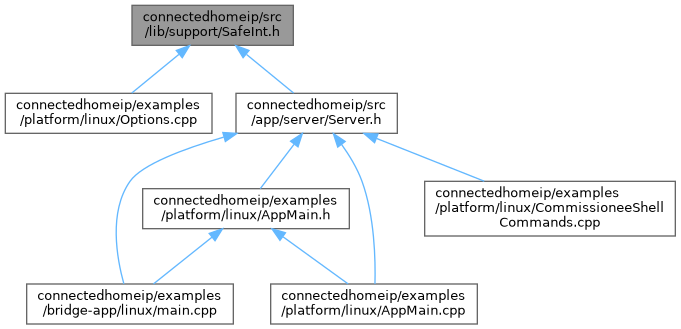 connectedhomeip/src
/lib/support/SafeInt.h
connectedhomeip/examples
/platform/linux/Options.cpp
connectedhomeip/src
/app/server/Server.h
connectedhomeip/examples
/platform/linux/AppMain.h
connectedhomeip/examples
/platform/linux/CommissioneeShell
Commands.cpp
connectedhomeip/examples
/bridge-app/linux/main.cpp
connectedhomeip/examples
/platform/linux/AppMain.cpp